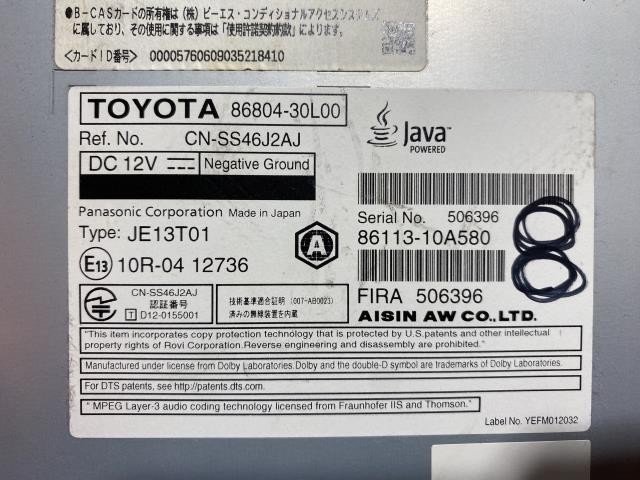 ●B－CASカードの所有権は（株）ビーエス・コンディショナルアクセスシステムズ
に属しており、その使用に関する事項は「使用許諾契約約款」
〈カードID番号〉 00005760609035218410
TOYOTA 86804-30L00
Ref. No. CN-SS46J2AJ
DC 12V Negative Ground
Java
POWERED
Panasonic Corporation Made in Japan
Type: JE13T01
A
Serial No. 506396
86113-10A580
E13 10R-04 12736
FIRA 506396
AISIN AW CO.,LTD.
CN-SS46J2AJ
認証番号
T D12-0155001
技術基準適合証明（007-AB0023）
済みの無線装置を内蔵
"This item incorporates copy protection technology that is protected by U.S.patents and other intellectual
property rights of Rovi Corporation.Reverse engineering and disassembly are prohibited."
Manufactured under license from Dolby Laboratories.Dolby and the double-D symbol are trademarks of Dolby Laboratories.
For DTS patents, see http://patents.dts.com.
" MPEG Layer-3 audio coding technology licensed from Fraunhofer IIS and Thomson."
Label No. YEFM012032